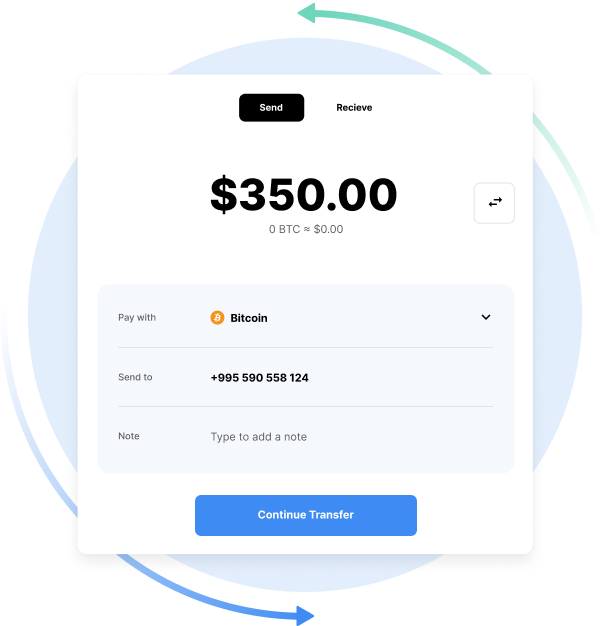 Send Recieve
$350.00
0 BTC ≈ $0.00
Pay with Bitcoin
Send to +995 590 558 124
Note Type to add a note
Continue Transfer